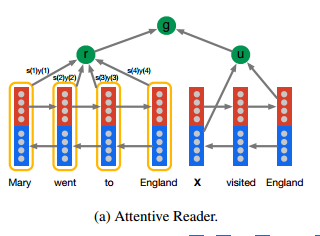 g
r
u
s(1)y(1)
s(2)y(2)
s(3)y(3)
s(4)y(4)
Mary went to England X visited England
(a) Attentive Reader.